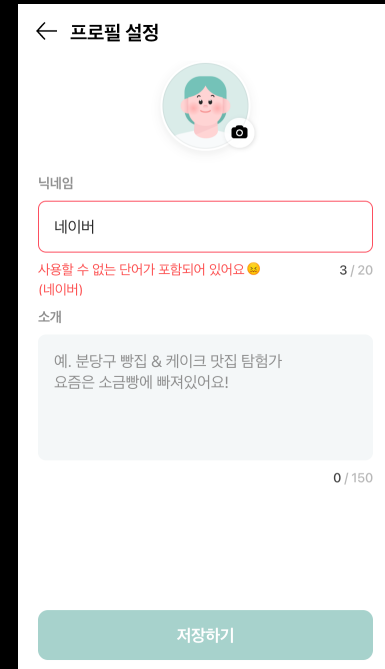 프로필 설정
닉네임
네이버
사용할 수 없는 단어가 포함되어 있어요😖 3 / 20
(네이버)
소개
예. 분당구 빵집 & 케이크 맛집 탐험가
요즘은 소금빵에 빠져있어요!
0 / 150
저장하기